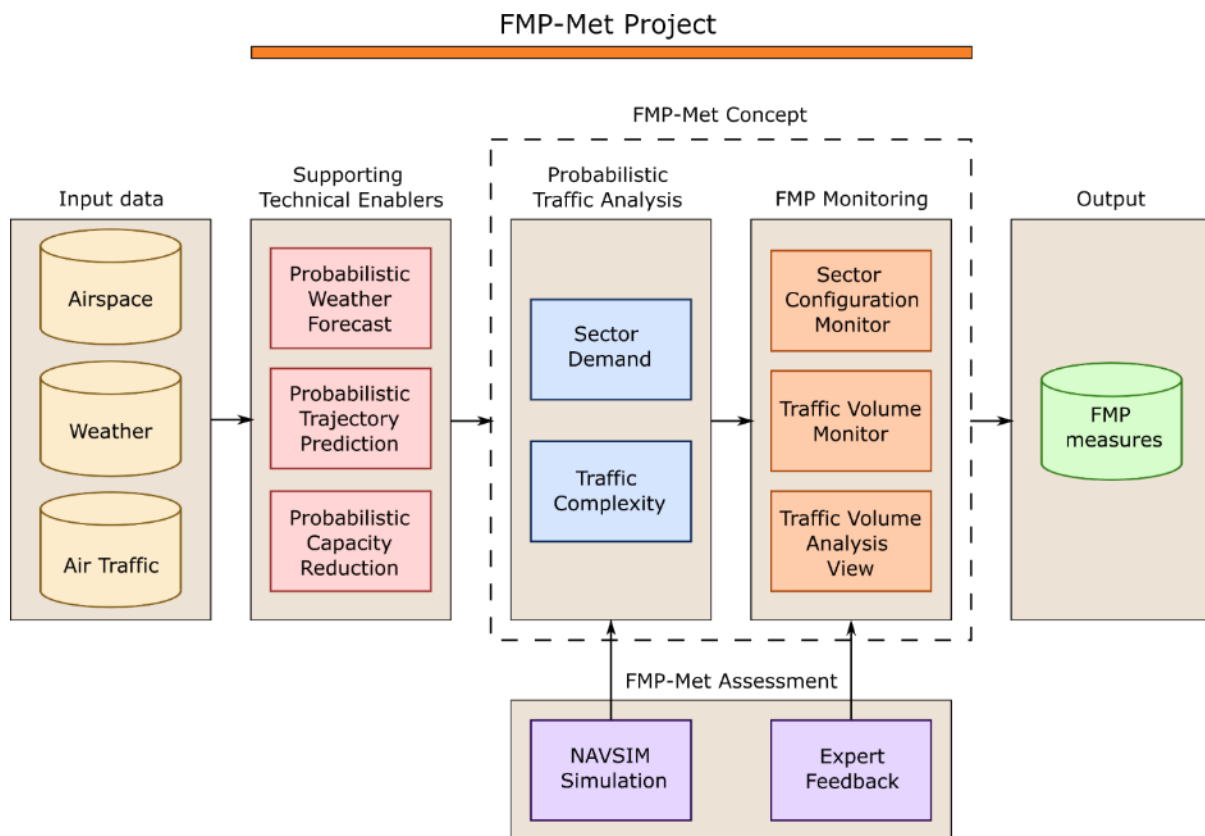 FMP-Met Project
FMP-Met Concept
Input data
Supporting
Technical Enablers
Probabilistic
Traffic Analysis
FMP Monitoring
Output
Airspace
Weather
Air Traffic
Probabilistic
Weather
Forecast
Probabilistic
Trajectory
Prediction
Probabilistic
Capacity
Reduction
Sector
Demand
Traffic
Complexity
Sector
Configuration
Monitor
Traffic Volume
Monitor
Traffic Volume
Analysis
View
FMP
measures
FMP-Met Assessment
NAVSIM
Simulation
Expert
Feedback